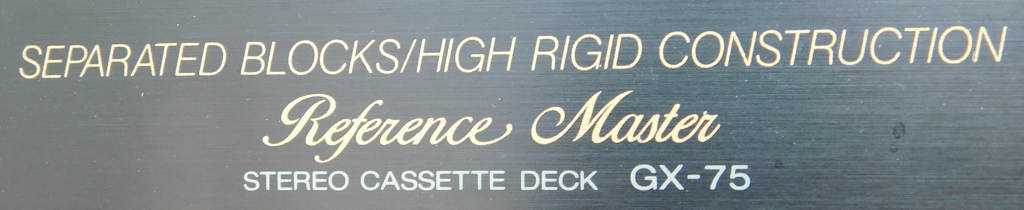 SEPARATED BLOCKS/HIGH RIGID CONSTRUCTION
Reference Master
STEREO CASSETTE DECK GX-75